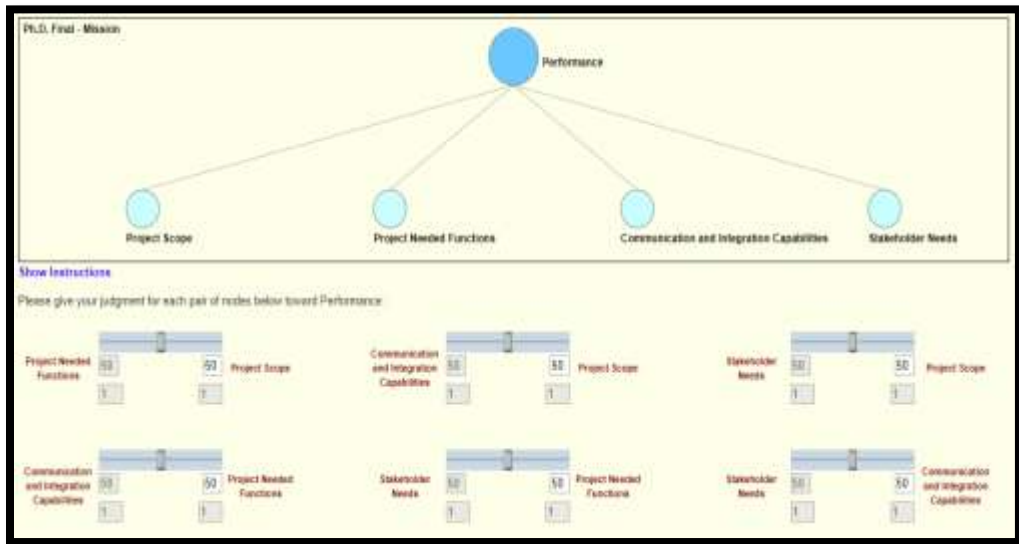 Ph.D. Final - Mission
Performance
Project Scope
Project Needed Functions
Communication and Integration Capabilities
Stakeholder Needs
Show Instructions
Please give your judgment for each pair of nodes below toward Performance
Project Needed
Functions
50
50
Project Scope
1
1
Communication
and Integration
Capabilities
50
50
Project Scope
1
1
Stakeholder
Needs
50
50
Project Scope
1
1
Communication
and Integration
Capabilities
50
50
Project Needed
Functions
1
1
Stakeholder
Needs
50
50
Project Needed
Functions
1
1
Stakeholder
Needs
50
50
Communication
and Integration
Capabilities
1
1